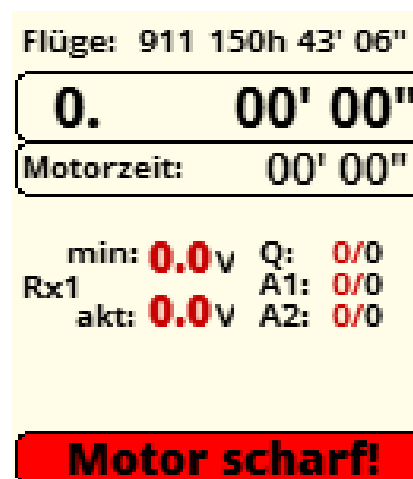 Flüge: 911 150h 43' 06"
0. 00' 00"
Motorzeit: 00' 00"
min: 0.0V Q: 0/0
Rx1 A1: 0/0
akt: 0.0V A2: 0/0
Motor scharf!